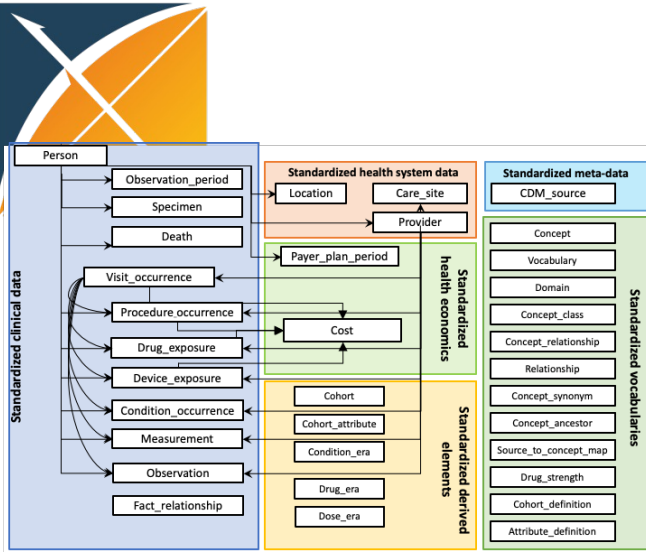 Person
Observation_period
Specimen
Death
Visit_occurrence
Procedure_occurrence
Drug_exposure
Device_exposure
Condition_occurrence
Measurement
Observation
Fact_relationship
Standardized clinical data
Standardized health system data
Location
Care_site
Provider
Payer_plan_period
Cost
Standardized
health economics
Cohort
Cohort_attribute
Condition_era
Drug_era
Dose_era
Standardized derived
elements
Standardized meta-data
CDM_source
Concept
Vocabulary
Domain
Concept_class
Concept_relationship
Relationship
Concept_synonym
Concept_ancestor
Source_to_concept_map
Drug_strength
Cohort_definition
Attribute_definition
Standardized vocabularies